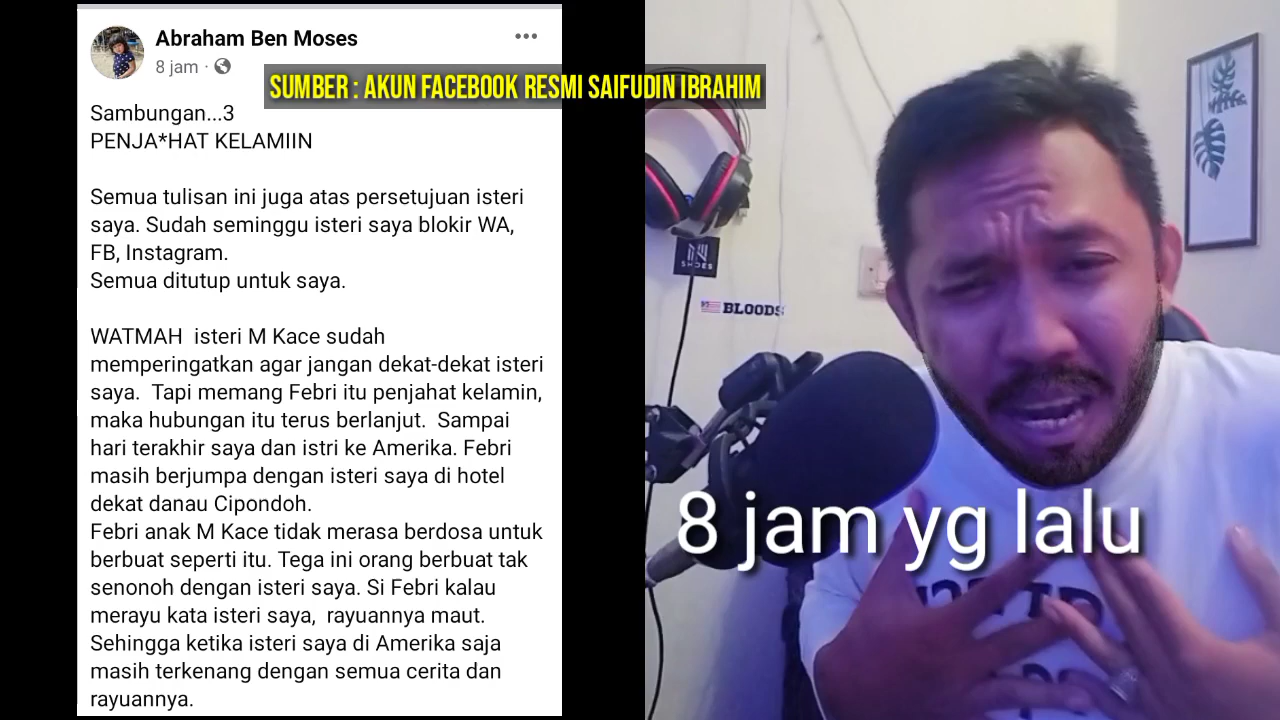 Abraham Ben Moses
8 jam ·
SUMBER : AKUN FACEBOOK RESMI SAIFUDIN IBRAHIM
Sambungan...3
PENJA*HAT KELAMIIN
Semua tulisan ini juga atas persetujuan isteri
saya. Sudah seminggu isteri saya blokir WA,
FB, Instagram.
Semua ditutup untuk saya.
WATMAH  isteri M Kace sudah
memperingatkan agar jangan dekat-dekat isteri
saya.  Tapi memang Febri itu penjahat kelamin,
maka hubungan itu terus berlanjut.  Sampai
hari terakhir saya dan istri ke Amerika. Febri
masih berjumpa dengan isteri saya di hotel
dekat danau Cipondoh.
Febri anak M Kace tidak merasa berdosa untuk
berbuat seperti itu. Tega ini orang berbuat tak
senonoh dengan isteri saya. Si Febri kalau
merayu kata isteri saya,  rayuannya maut.
Sehingga ketika isteri saya di Amerika saja
masih terkenang dengan semua cerita dan
rayuannya.
SHOES
BLOODS
8 jam yg lalu